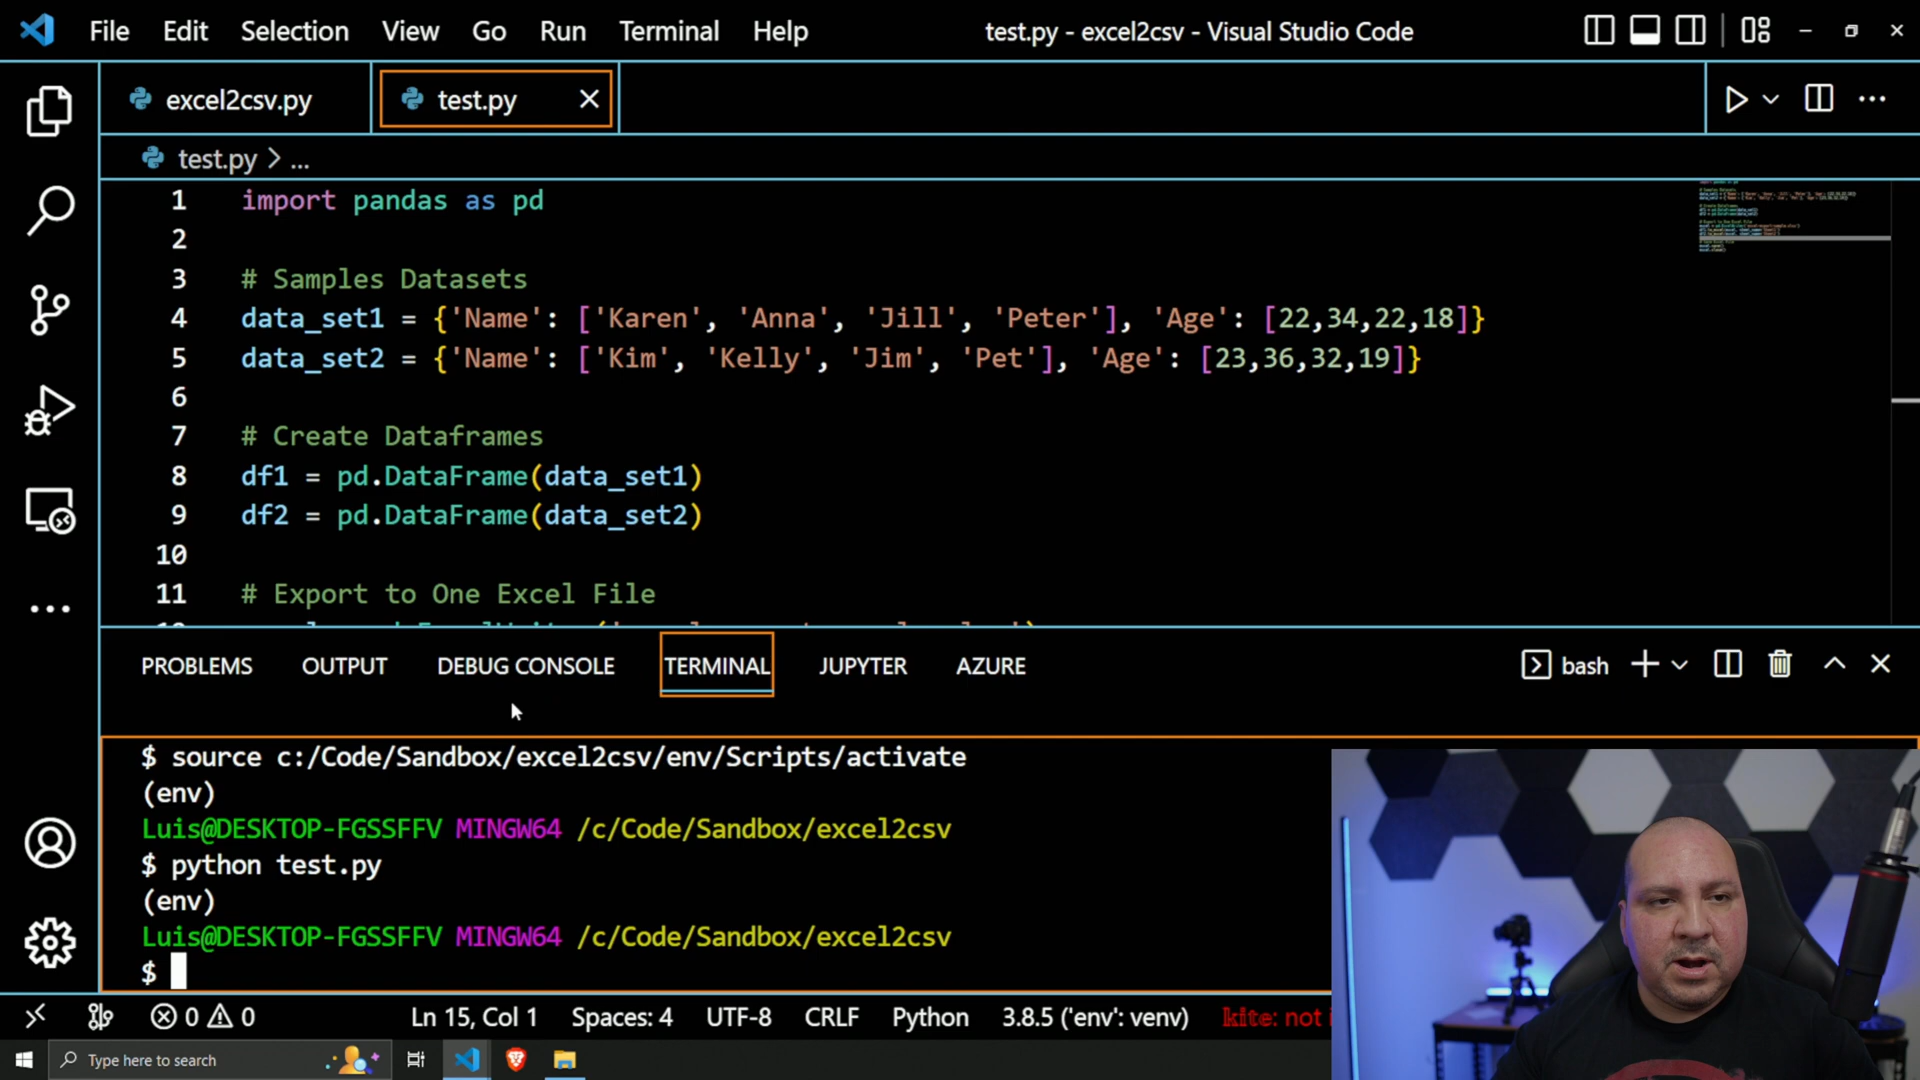 File Edit Selection View Go Run Terminal Help test.py - excel2csv - Visual Studio Code
excel2csv.py test.py
test.py > ...
1 import pandas as pd
2
3 # Samples Datasets
4 data_set1 = {'Name': ['Karen', 'Anna', 'Jill', 'Peter'], 'Age': [22,34,22,18]}
5 data_set2 = {'Name': ['Kim', 'Kelly', 'Jim', 'Pet'], 'Age': [23,36,32,19]}
6
7 # Create Dataframes
8 df1 = pd.DataFrame(data_set1)
9 df2 = pd.DataFrame(data_set2)
10
11 # Export to One Excel File
PROBLEMS OUTPUT DEBUG CONSOLE TERMINAL JUPYTER AZURE bash
$ source c:/Code/Sandbox/excel2csv/env/Scripts/activate
(env)
Luis@DESKTOP-FGSSFFV MINGW64 /c/Code/Sandbox/excel2csv
$ python test.py
(env)
Luis@DESKTOP-FGSSFFV MINGW64 /c/Code/Sandbox/excel2csv
$
0 0 Ln 15, Col 1 Spaces: 4 UTF-8 CRLF Python 3.8.5 ('env': venv) kite: not i
Type here to search